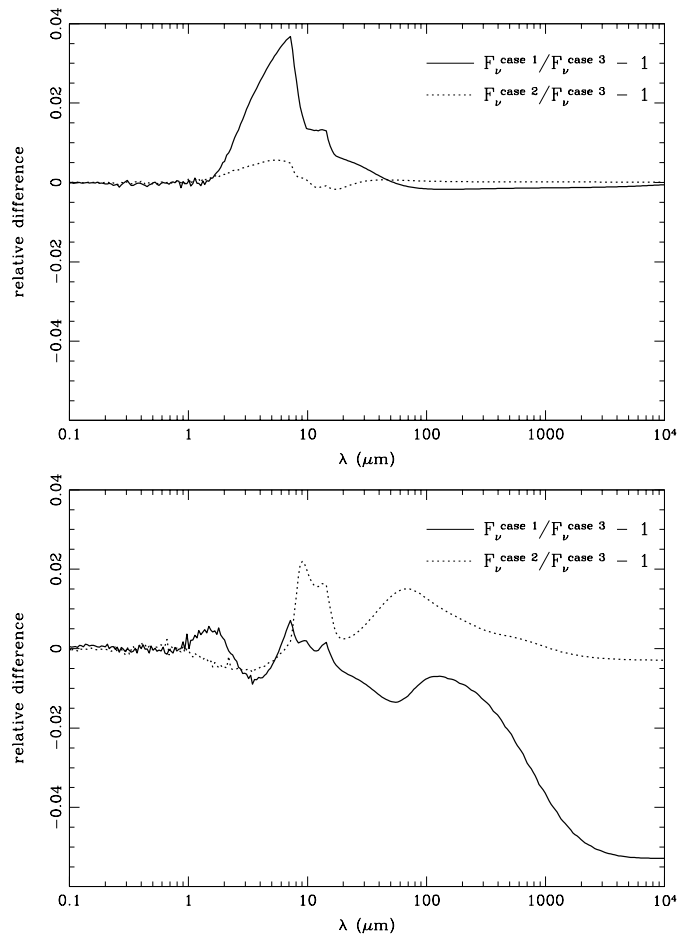 0.04
0.02
0
−0.02
−0.04
relative difference
F_ν^case 1/F_ν^case 3 − 1
F_ν^case 2/F_ν^case 3 − 1
0.1 1 10 100 1000 10⁴
λ (μm)
0.04
0.02
0
−0.02
−0.04
relative difference
F_ν^case 1/F_ν^case 3 − 1
F_ν^case 2/F_ν^case 3 − 1
0.1 1 10 100 1000 10⁴
λ (μm)